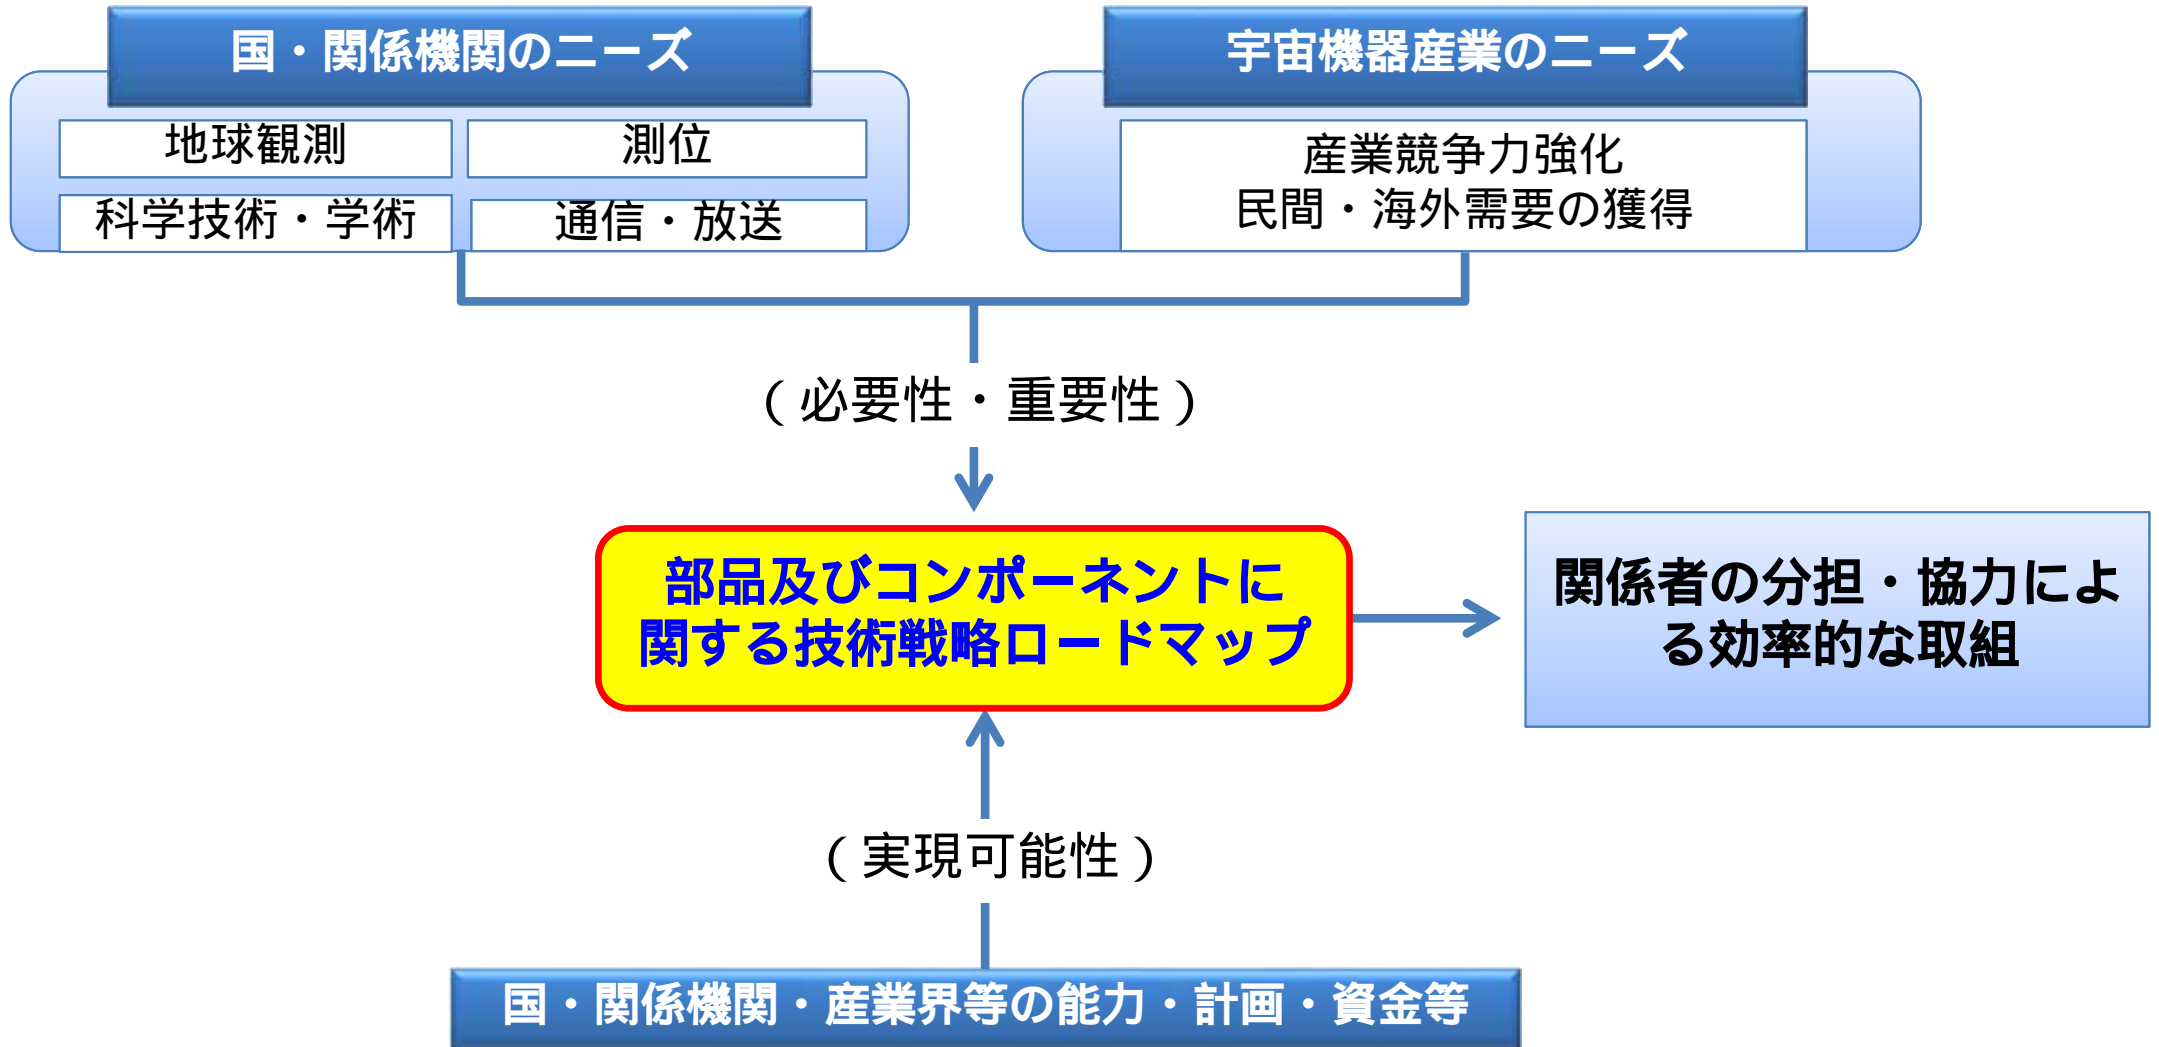 国・関係機関のニーズ
宇宙機器産業のニーズ
地球観測
測位
科学技術・学術
通信・放送
産業競争力強化
民間・海外需要の獲得
（必要性・重要性）
部品及びコンポーネントに
関する技術戦略ロードマップ
関係者の分担・協力によ
る効率的な取組
（実現可能性）
国・関係機関・産業界等の能力・計画・資金等